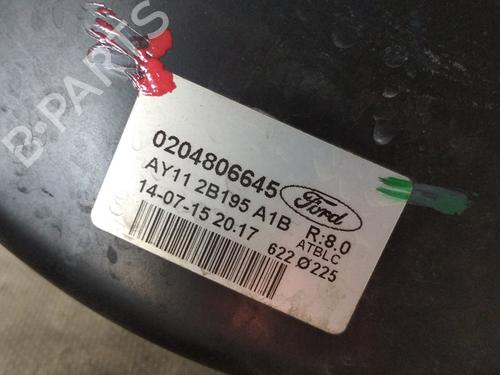 B-PARTS
0204806645
Ford
AY11 2B195 A1B
R:8,0
14-07-15 20.17
ATBLC
622 Ø225